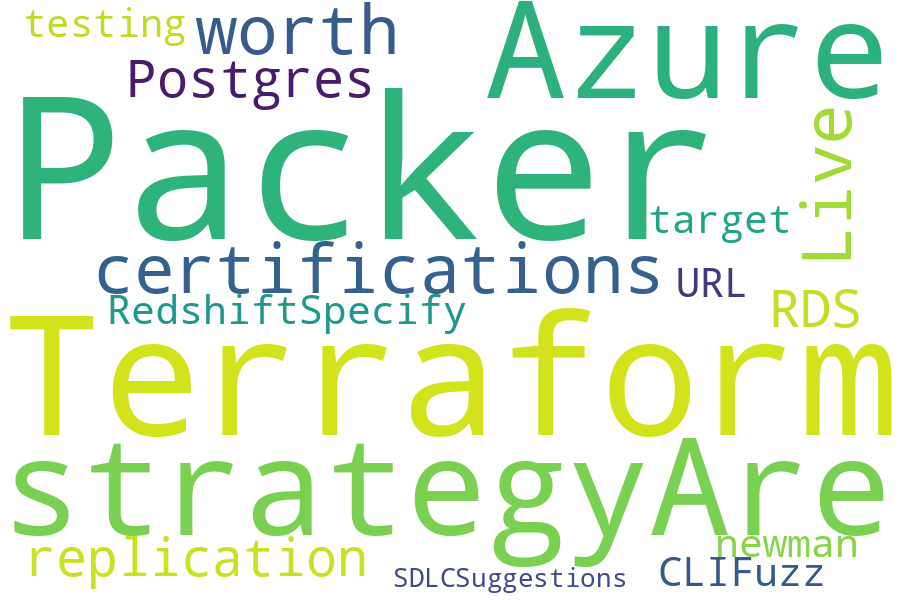 testing
worth
Azure
Postgres
Packer
Live
target
certifications
URL
RedshiftSpecify
RDS
Terraform
strategyAre
replication
newman
SDLCSuggestions
CLIFuzz